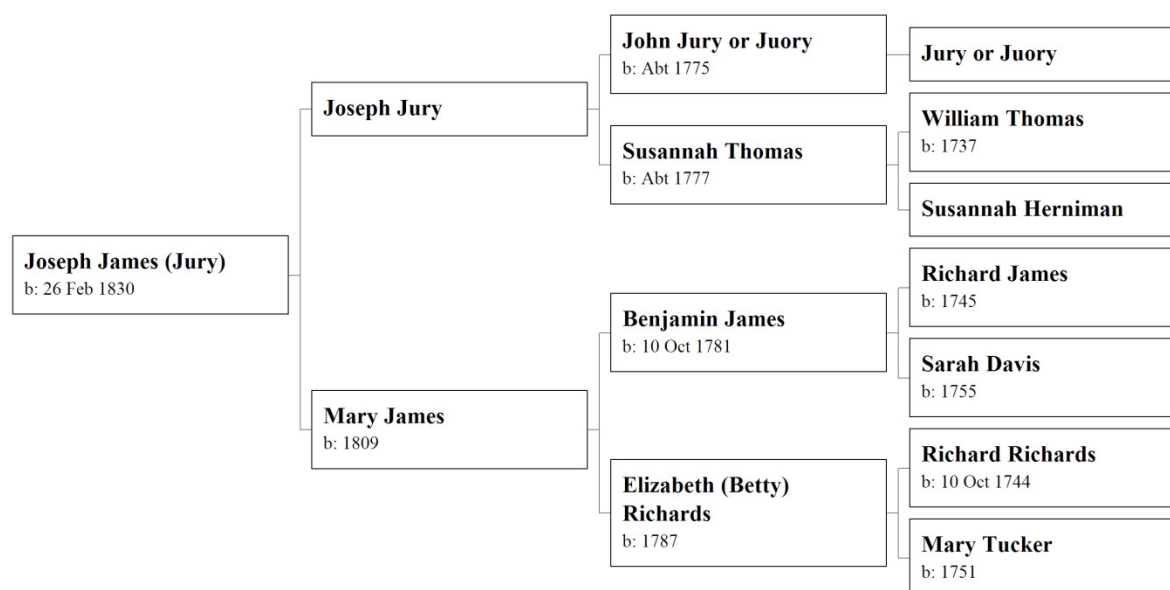 John Jury or Juory
b: Abt 1775
Jury or Juory
Joseph Jury
William Thomas
b: 1737
Susannah Thomas
b: Abt 1777
Susannah Herniman
Joseph James (Jury)
b: 26 Feb 1830
Richard James
b: 1745
Benjamin James
b: 10 Oct 1781
Sarah Davis
b: 1755
Mary James
b: 1809
Richard Richards
b: 10 Oct 1744
Elizabeth (Betty)
Richards
b: 1787
Mary Tucker
b: 1751